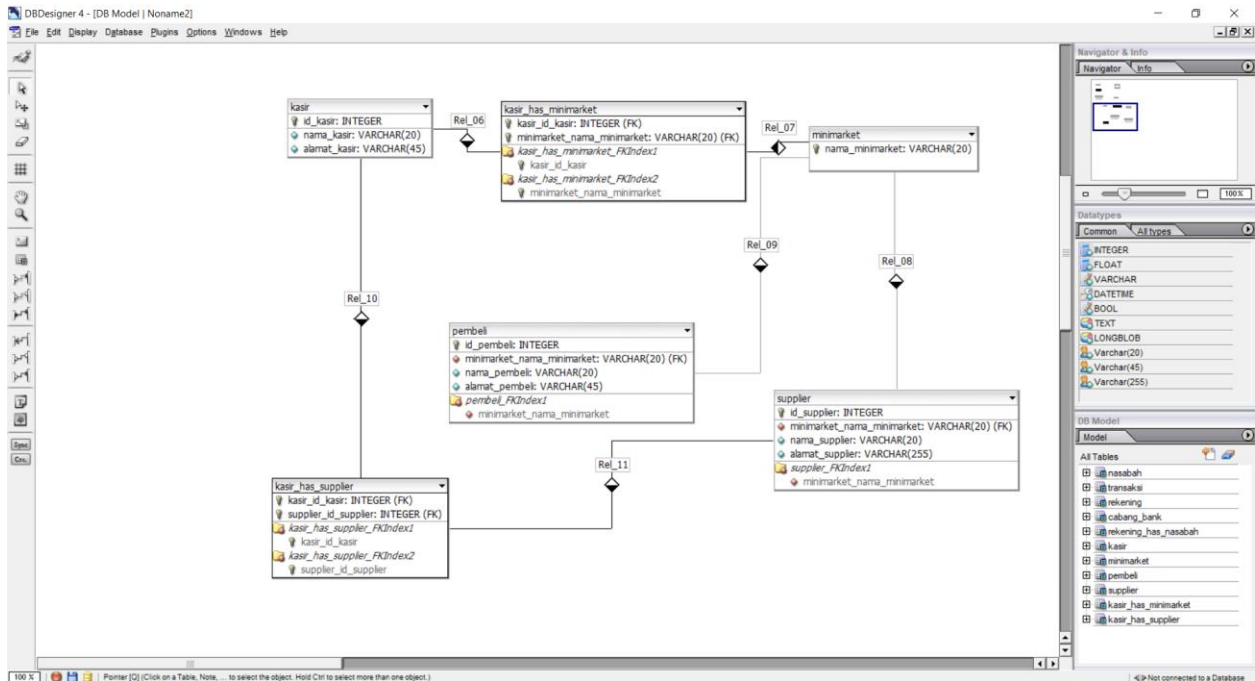 DBDesigner 4 - [DB Model | Noname2]
File Edit Display Database Plugins Options Windows Help
kasir
id_kasir: INTEGER
nama_kasir: VARCHAR(20)
alamat_kasir: VARCHAR(45)
Rel_06
kasir_has_minimarket
kasir_id_kasir: INTEGER (FK)
minimarket_nama_minimarket: VARCHAR(20) (FK)
kasir_has_minimarket_FKIndex1
kasir_id_kasir
kasir_has_minimarket_FKIndex2
minimarket_nama_minimarket
Rel_07
minimarket
nama_minimarket: VARCHAR(20)
Rel_09
Rel_08
Rel_10
pembeli
id_pembeli: INTEGER
minimarket_nama_minimarket: VARCHAR(20) (FK)
nama_pembeli: VARCHAR(20)
alamat_pembeli: VARCHAR(45)
pembeli_FKIndex1
minimarket_nama_minimarket
supplier
id_supplier: INTEGER
minimarket_nama_minimarket: VARCHAR(20) (FK)
nama_supplier: VARCHAR(20)
alamat_supplier: VARCHAR(255)
supplier_FKIndex1
minimarket_nama_minimarket
Rel_11
kasir_has_supplier
kasir_id_kasir: INTEGER (FK)
supplier_id_supplier: INTEGER (FK)
kasir_has_supplier_FKIndex1
kasir_id_kasir
kasir_has_supplier_FKIndex2
supplier_id_supplier
Navigator & Info
Navigator Info
100%
Datatypes
Common All types
INTEGER
FLOAT
VARCHAR
DATETIME
BOOL
TEXT
LONGBLOB
Varchar(20)
Varchar(45)
Varchar(255)
DB Model
Model
All Tables
nasabah
transaksi
rekening
cabang_bank
rekening_has_nasabah
kasir
minimarket
pembeli
supplier
kasir_has_minimarket
kasir_has_supplier
Sync
100 % Pointer [Q] (Click on a Table, Note, ... to select the object. Hold Ctrl to select more than one object.) Not connected to a Database